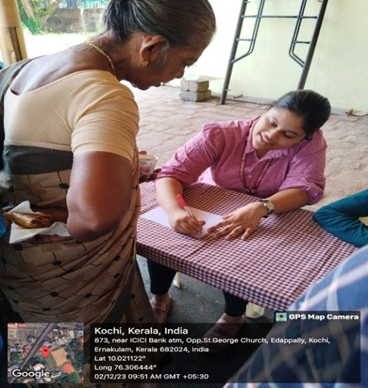 GPS Map Camera
Kochi, Kerala, India
873, near ICICI Bank atm, Opp.St.George Church, Edappally, Kochi,
Ernakulam, Kerala 682024, India
Lat 10.021122°
Long 76.306444°
02/12/23 09:51 AM GMT +05:30
Google